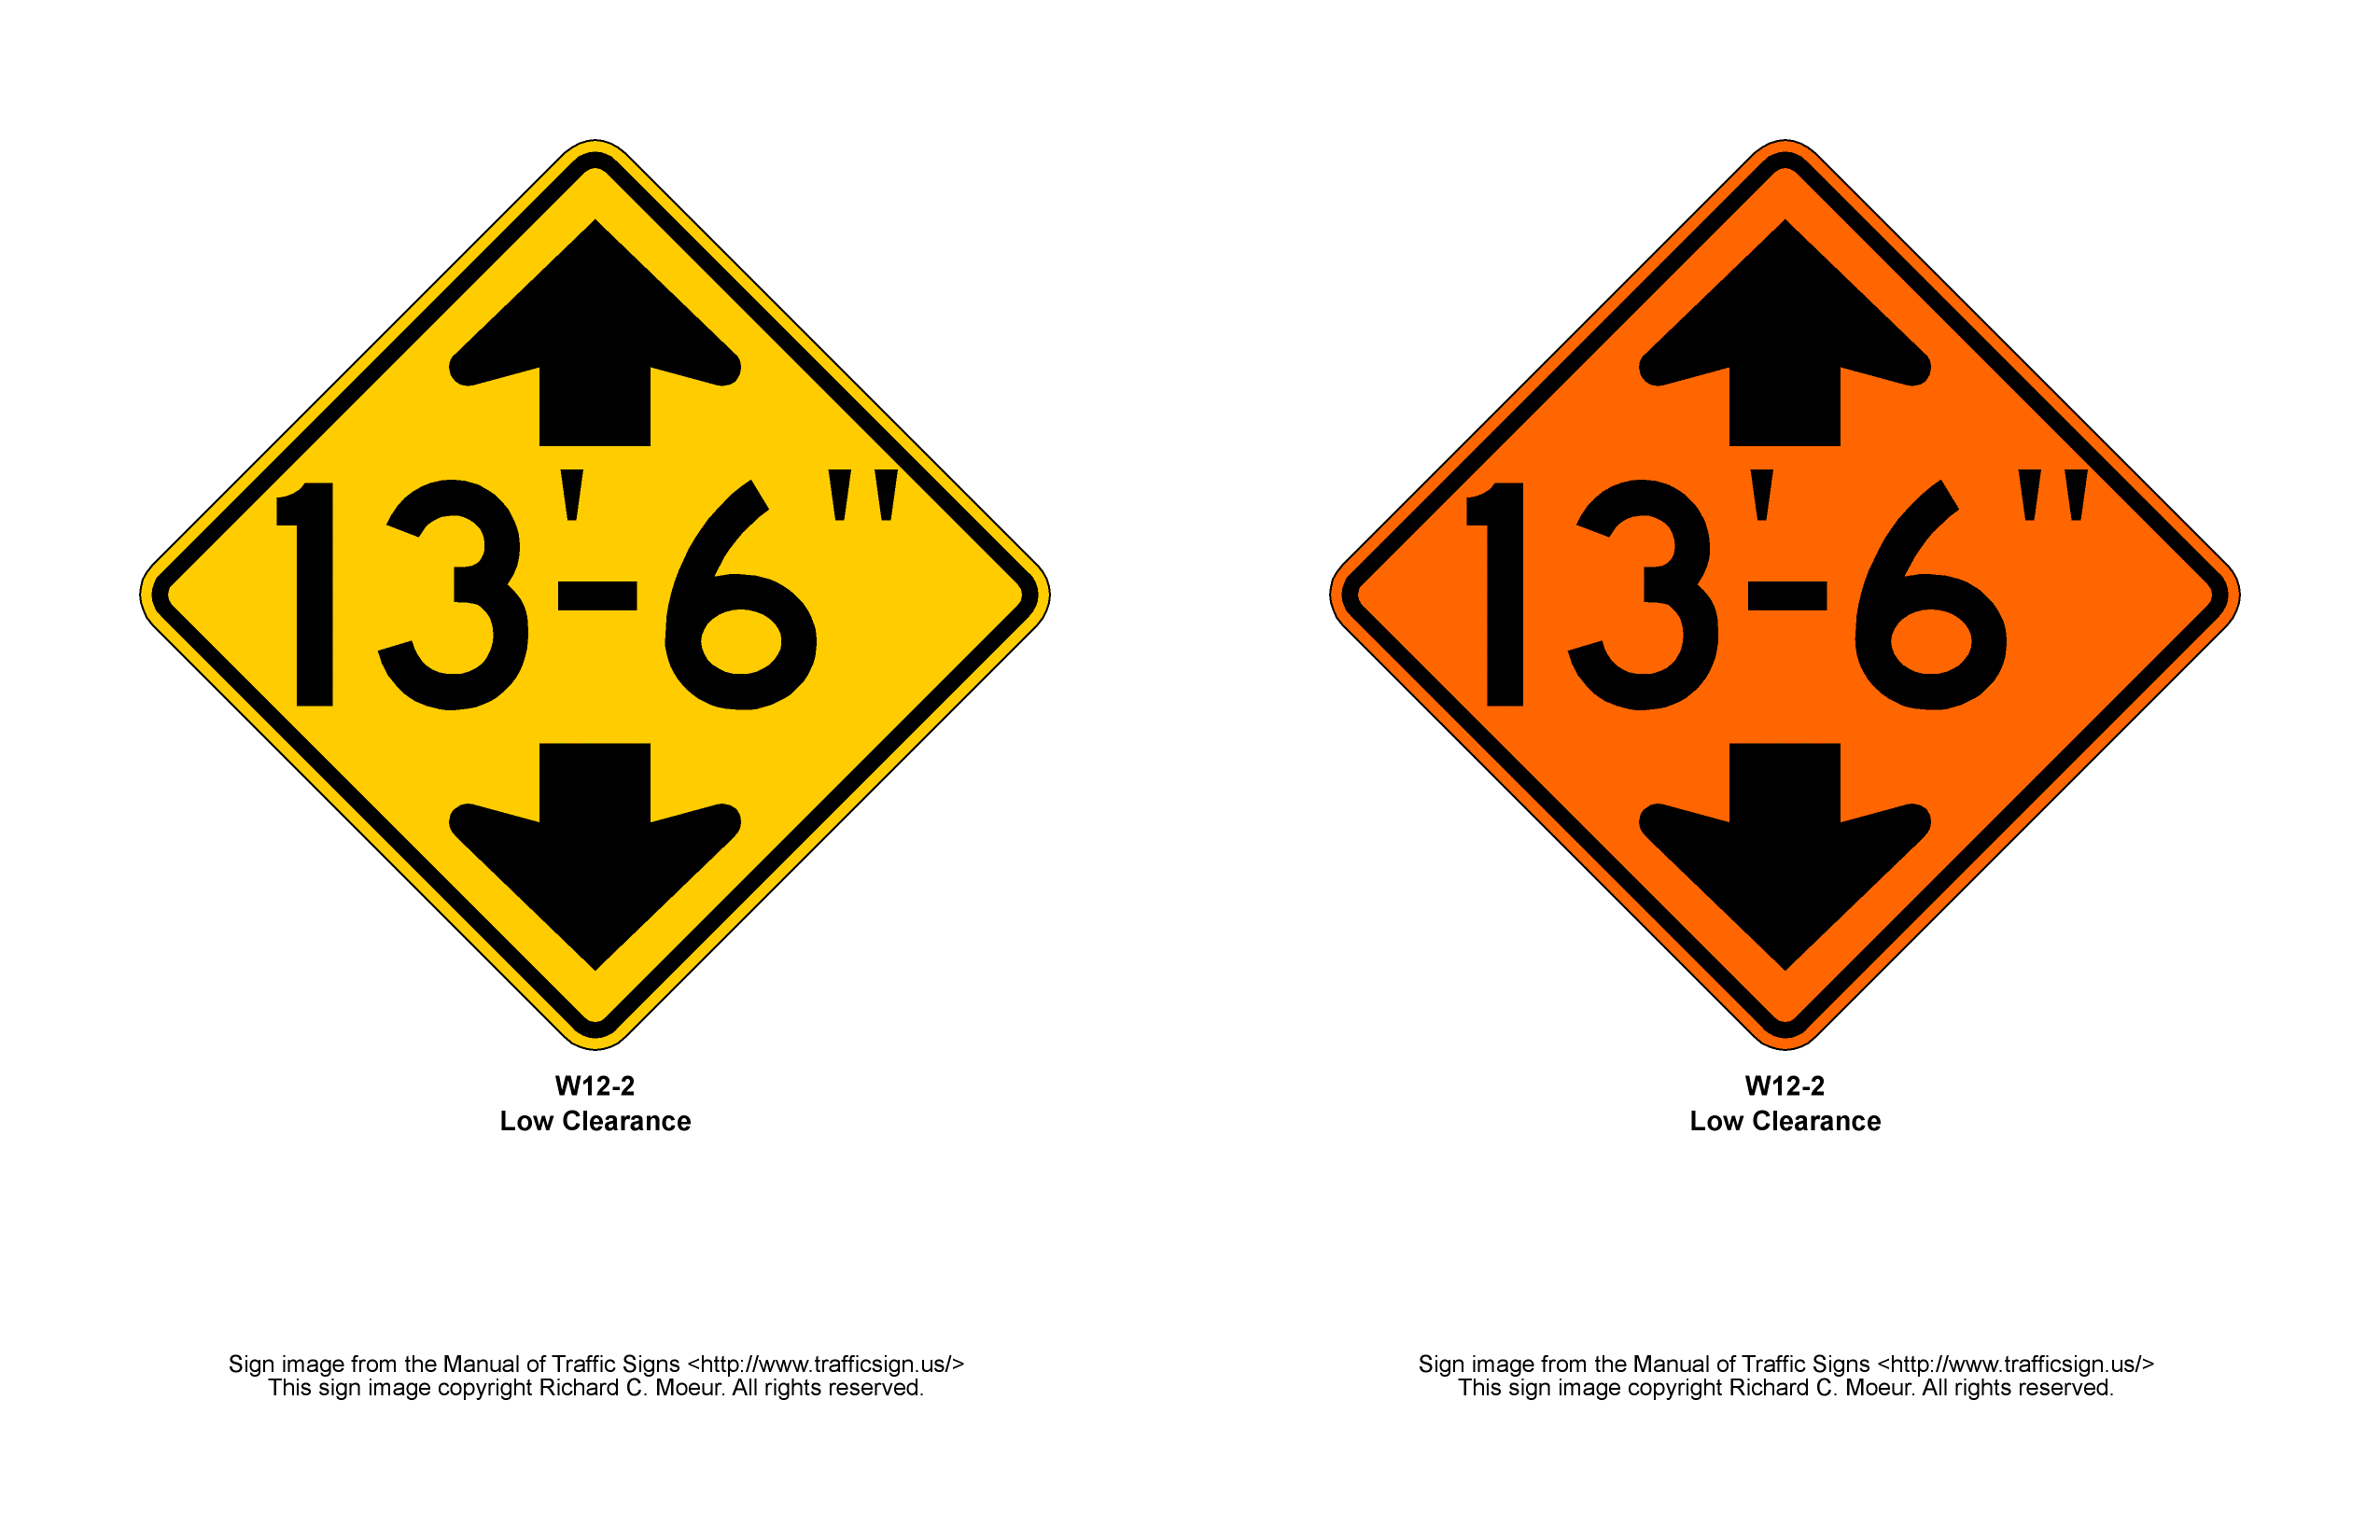 13'-6"
W12-2
Low Clearance
Sign image from the Manual of Traffic Signs <http://www.trafficsign.us/>
This sign image copyright Richard C. Moeur. All rights reserved.
13'-6"
W12-2
Low Clearance
Sign image from the Manual of Traffic Signs <http://www.trafficsign.us/>
This sign image copyright Richard C. Moeur. All rights reserved.